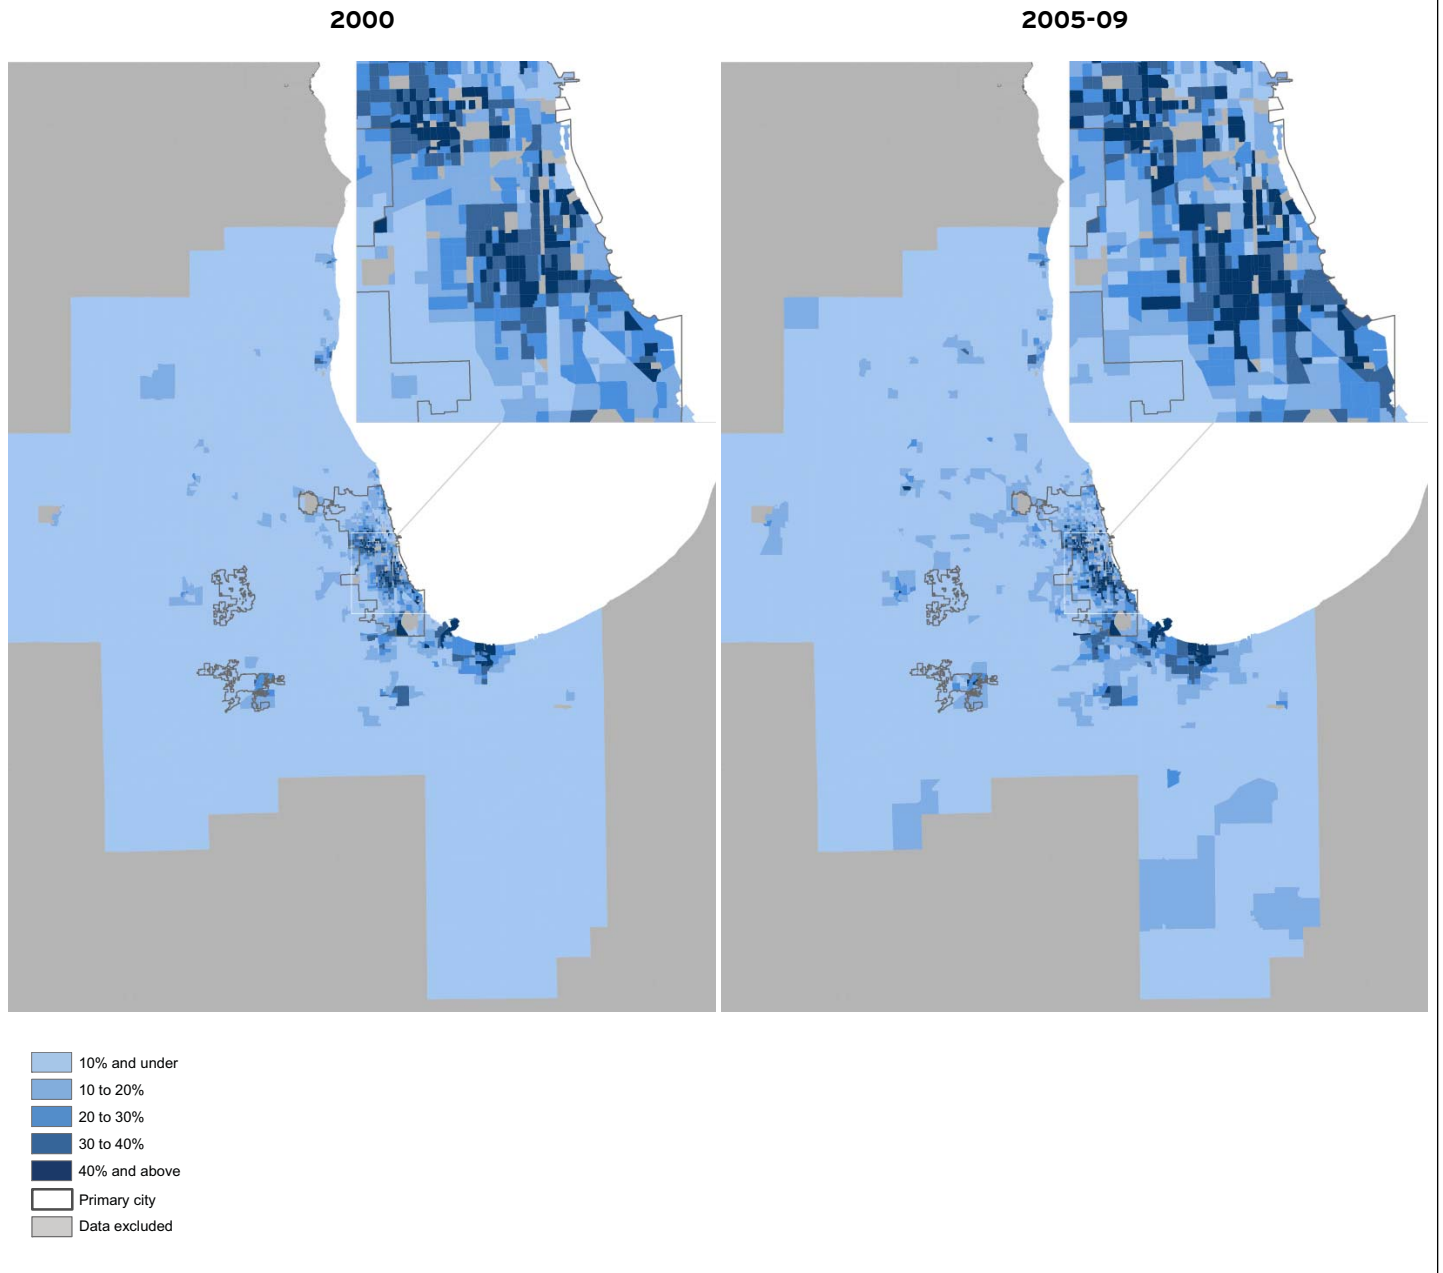 2000
2005-09
10% and under
10 to 20%
20 to 30%
30 to 40%
40% and above
Primary city
Data excluded